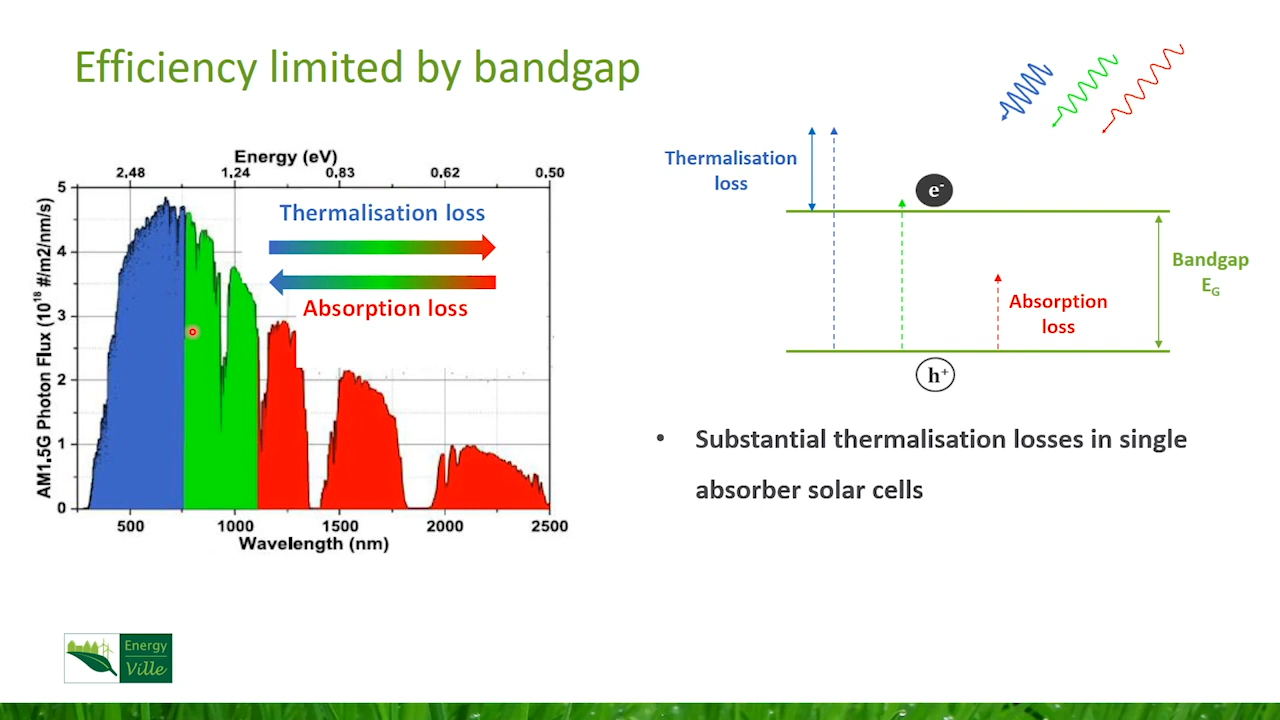 Efficiency limited by bandgap
Energy (eV)
2,48 1,24 0,83 0,62 0,50
5
4
3
2
1
0
AM1.5G Photon Flux (10¹⁸ #/m2/nm/s)
Thermalisation loss
Absorption loss
500 1000 1500 2000 2500
Wavelength (nm)
Thermalisation
loss
e⁻
Bandgap
E_G
Absorption
loss
h⁺
• Substantial thermalisation losses in single
absorber solar cells
Energy
Ville